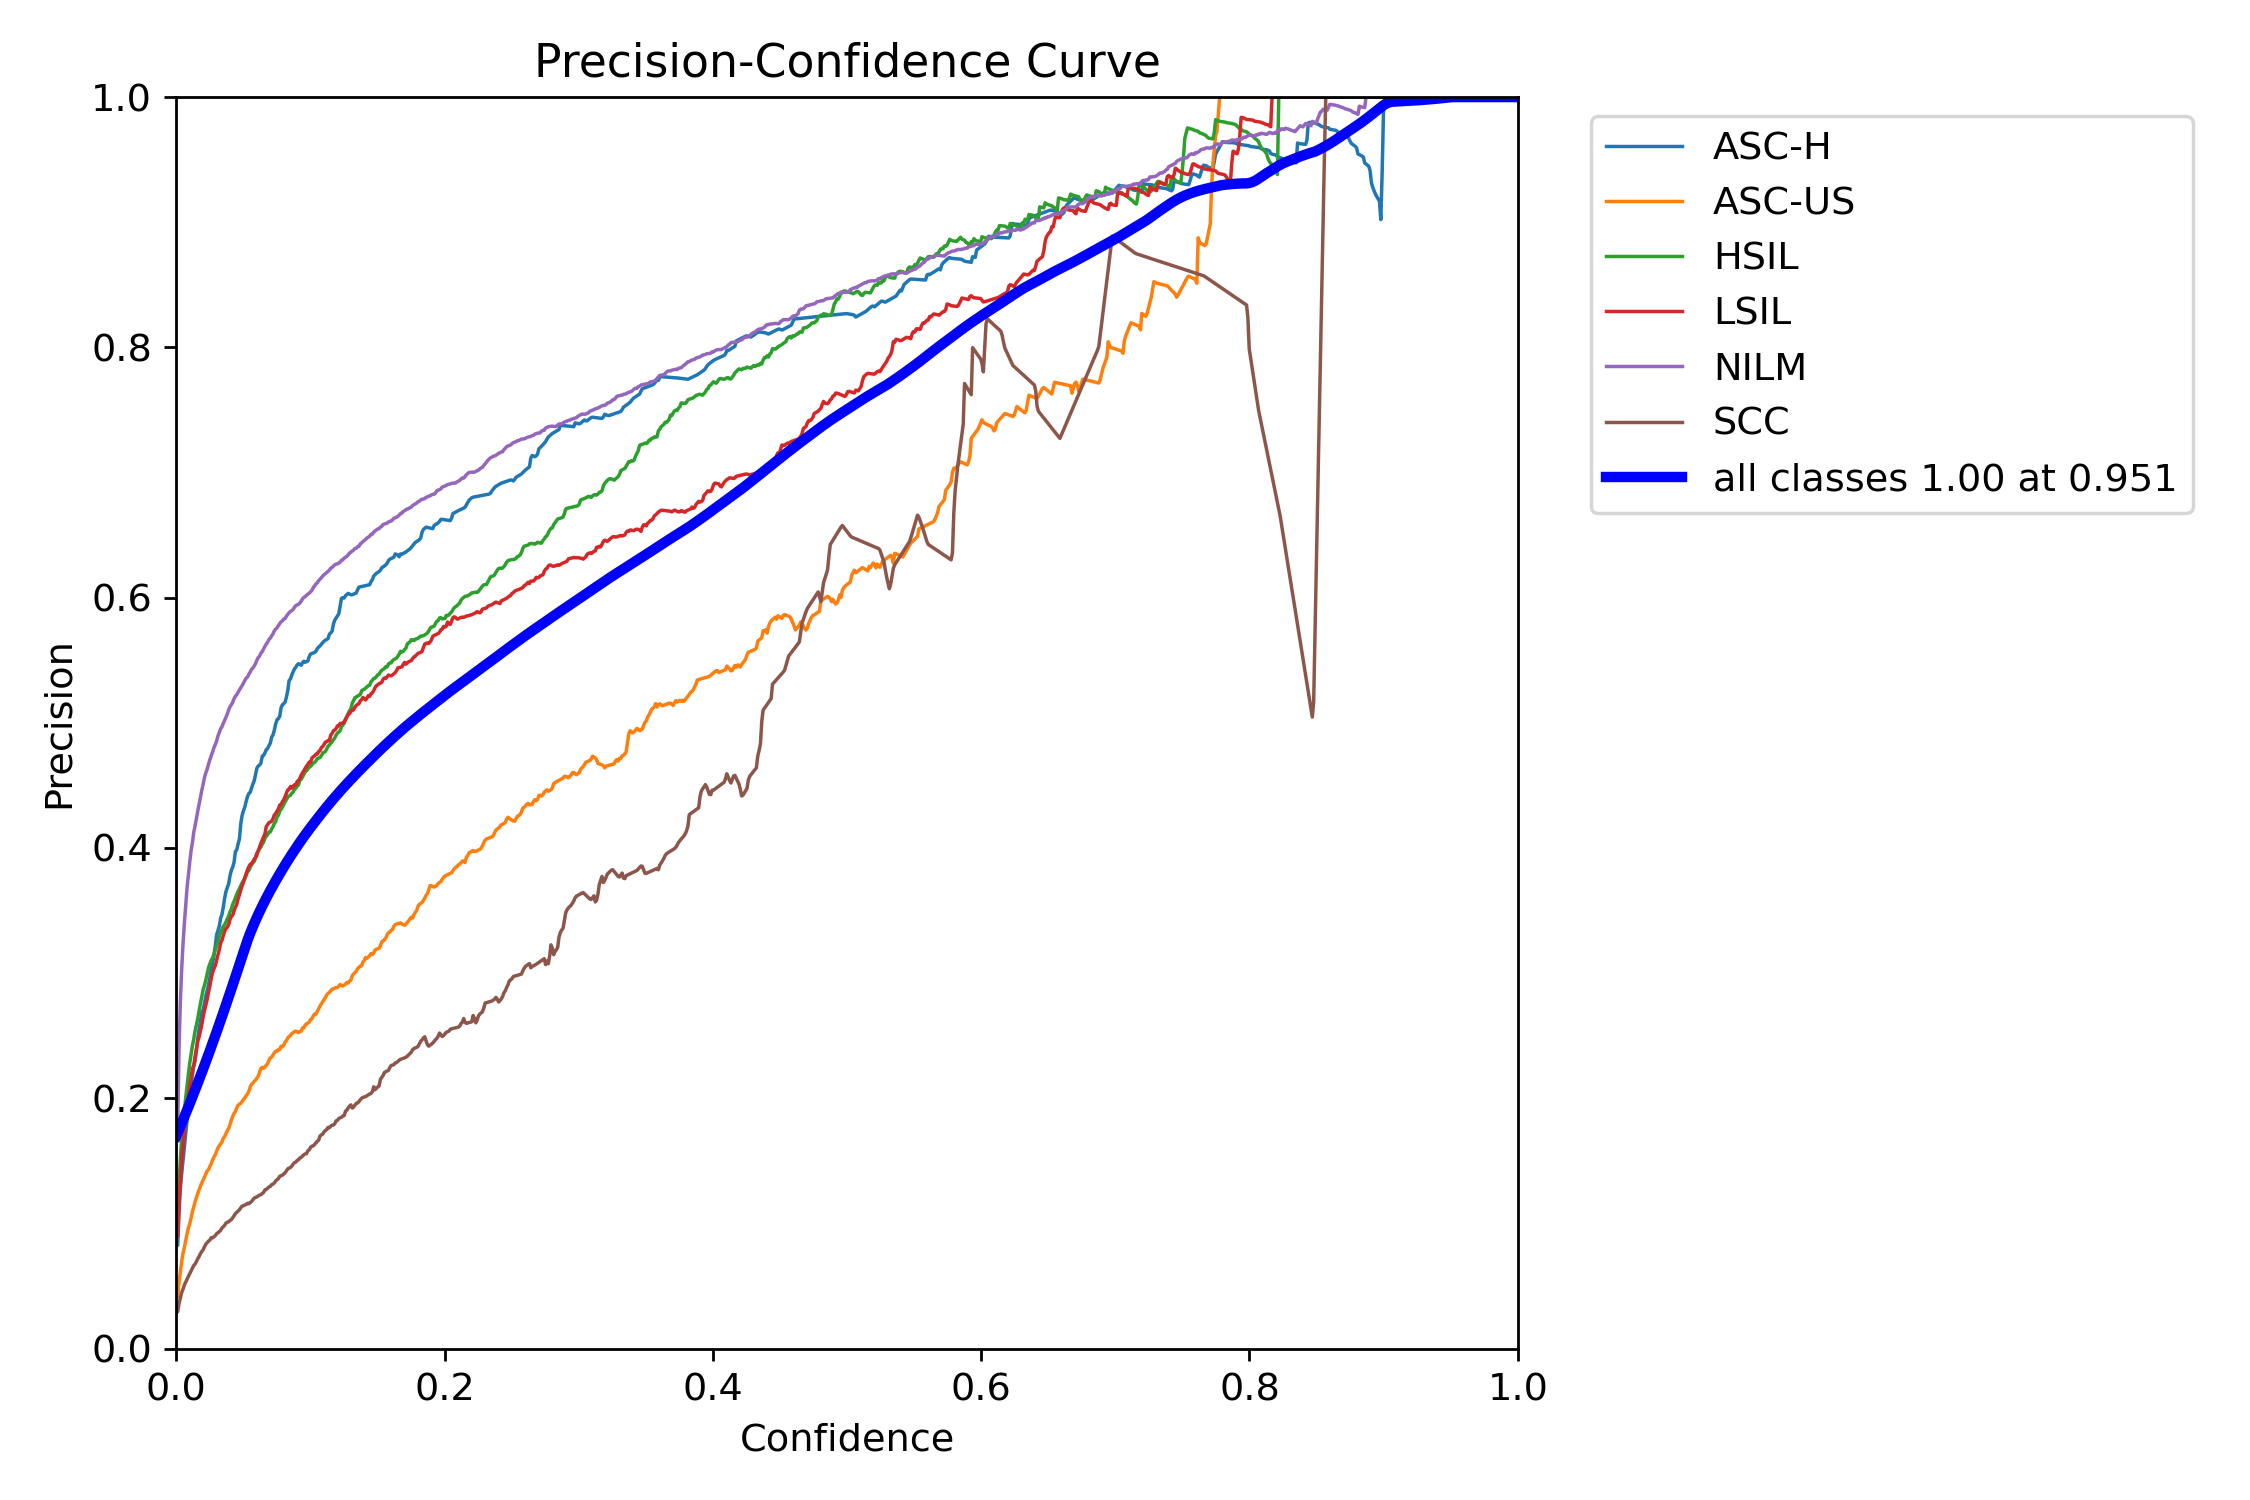 Precision-Confidence Curve
1.0
0.8
0.6
0.4
0.2
0.0
Precision
0.0 0.2 0.4 0.6 0.8 1.0
Confidence
ASC-H
ASC-US
HSIL
LSIL
NILM
SCC
all classes 1.00 at 0.951